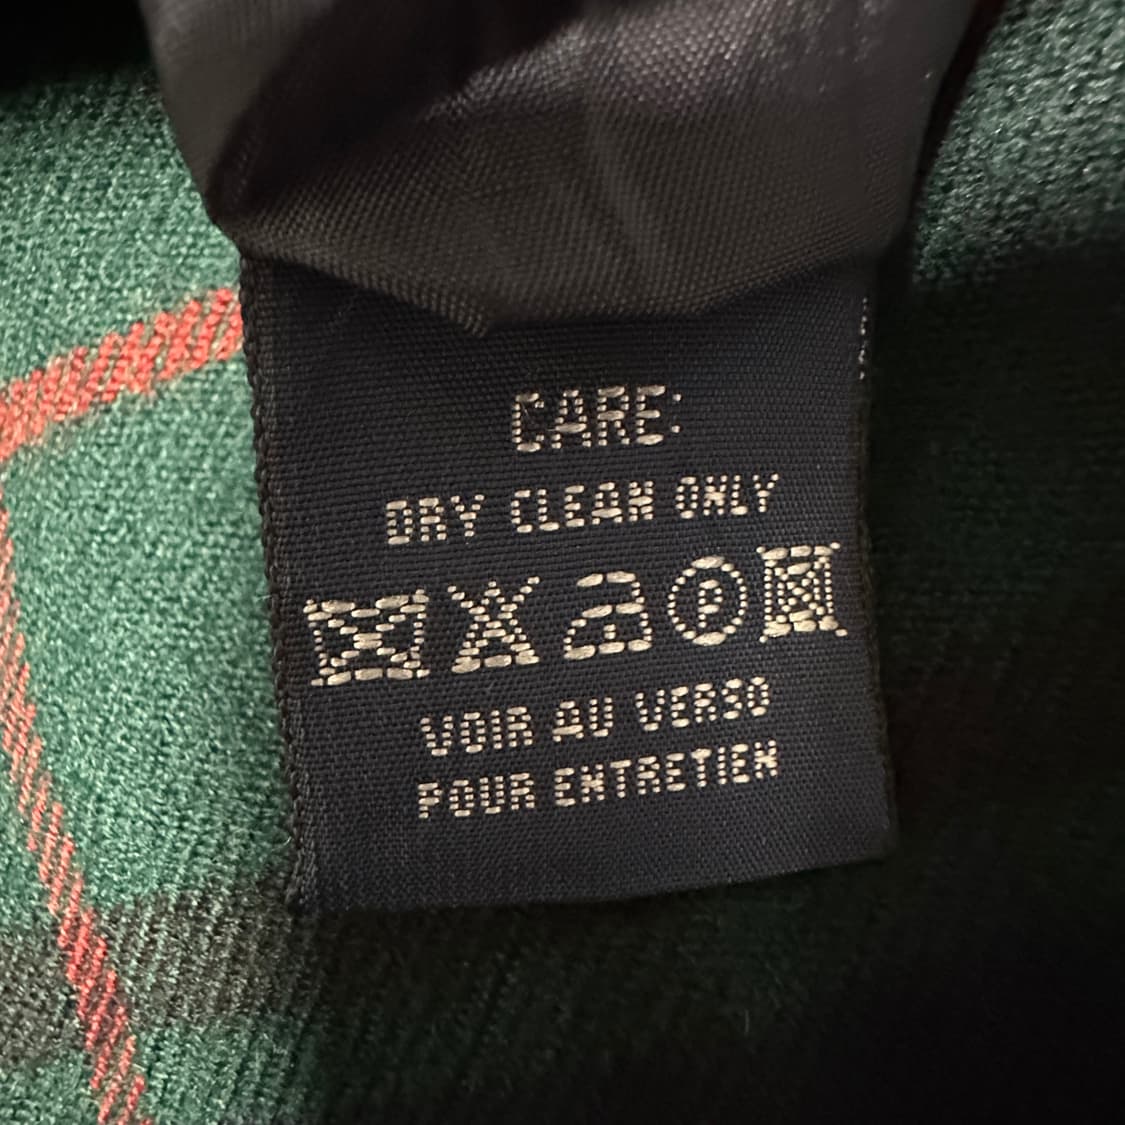 CARE:
DRY CLEAN ONLY
P
VOIR AU VERSO
POUR ENTRETIEN